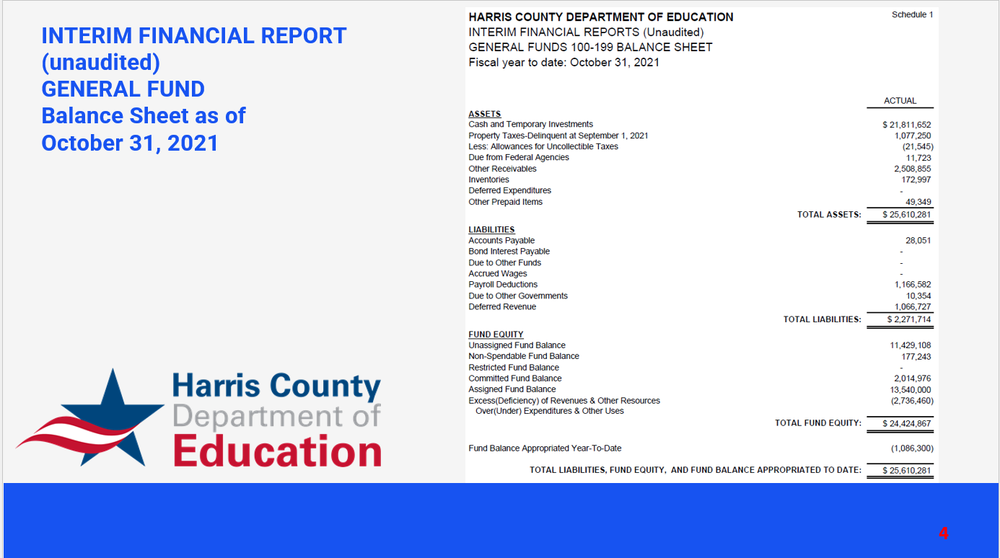 INTERIM FINANCIAL REPORT
(unaudited)
GENERAL FUND
Balance Sheet as of
October 31, 2021
Harris County
Department of
Education
HARRIS COUNTY DEPARTMENT OF EDUCATION Schedule 1
INTERIM FINANCIAL REPORTS (Unaudited)
GENERAL FUNDS 100-199 BALANCE SHEET
Fiscal year to date: October 31, 2021
ACTUAL
ASSETS
Cash and Temporary Investments $ 21,811,652
Property Taxes-Delinquent at September 1, 2021 1,077,250
Less: Allowances for Uncollectible Taxes (21,545)
Due from Federal Agencies 11,723
Other Receivables 2,508,855
Inventories 172,997
Deferred Expenditures -
Other Prepaid Items 49,349
TOTAL ASSETS: $ 25,610,281
LIABILITIES
Accounts Payable 28,051
Bond Interest Payable -
Due to Other Funds -
Accrued Wages -
Payroll Deductions 1,166,582
Due to Other Governments 10,354
Deferred Revenue 1,066,727
TOTAL LIABILITIES: $ 2,271,714
FUND EQUITY
Unassigned Fund Balance 11,429,108
Non-Spendable Fund Balance 177,243
Restricted Fund Balance -
Committed Fund Balance 2,014,976
Assigned Fund Balance 13,540,000
Excess(Deficiency) of Revenues & Other Resources (2,736,460)
Over(Under) Expenditures & Other Uses
TOTAL FUND EQUITY: $ 24,424,867
Fund Balance Appropriated Year-To-Date (1,086,300)
TOTAL LIABILITIES, FUND EQUITY, AND FUND BALANCE APPROPRIATED TO DATE: $ 25,610,281
4